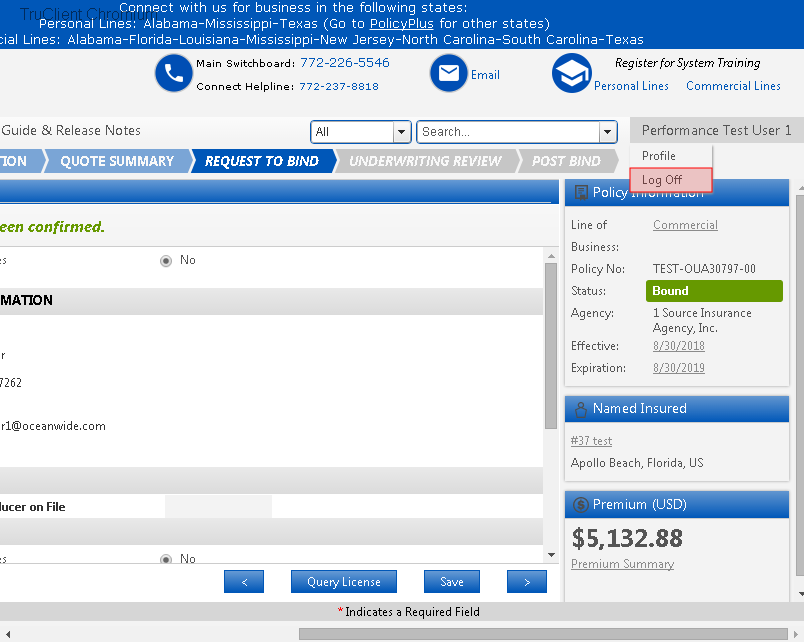 TruClient Chromium
Connect with us for business in the following states:
Personal Lines: Alabama-Mississippi-Texas (Go to PolicyPlus for other states)
cial Lines: Alabama-Florida-Louisiana-Mississippi-New Jersey-North Carolina-South Carolina-Texas
Main Switchboard: 772-226-5546
Connect Helpline: 772-237-8818
Email
Register for System Training
Personal Lines Commercial Lines
Guide & Release Notes
All
Search...
Performance Test User 1
Profile
Log Off
TION QUOTE SUMMARY REQUEST TO BIND UNDERWRITING REVIEW POST BIND
een confirmed.
es No
MATION
r
7262
r1@oceanwide.com
ducer on File
es No
< Query License Save >
*Indicates a Required Field
Policy Information
Line of Business: Commercial
Policy No: TEST-OUA30797-00
Status: Bound
Agency: 1 Source Insurance
Agency, Inc.
Effective: 8/30/2018
Expiration: 8/30/2019
Named Insured
#37 test
Apollo Beach, Florida, US
Premium (USD)
$5,132.88
Premium Summary